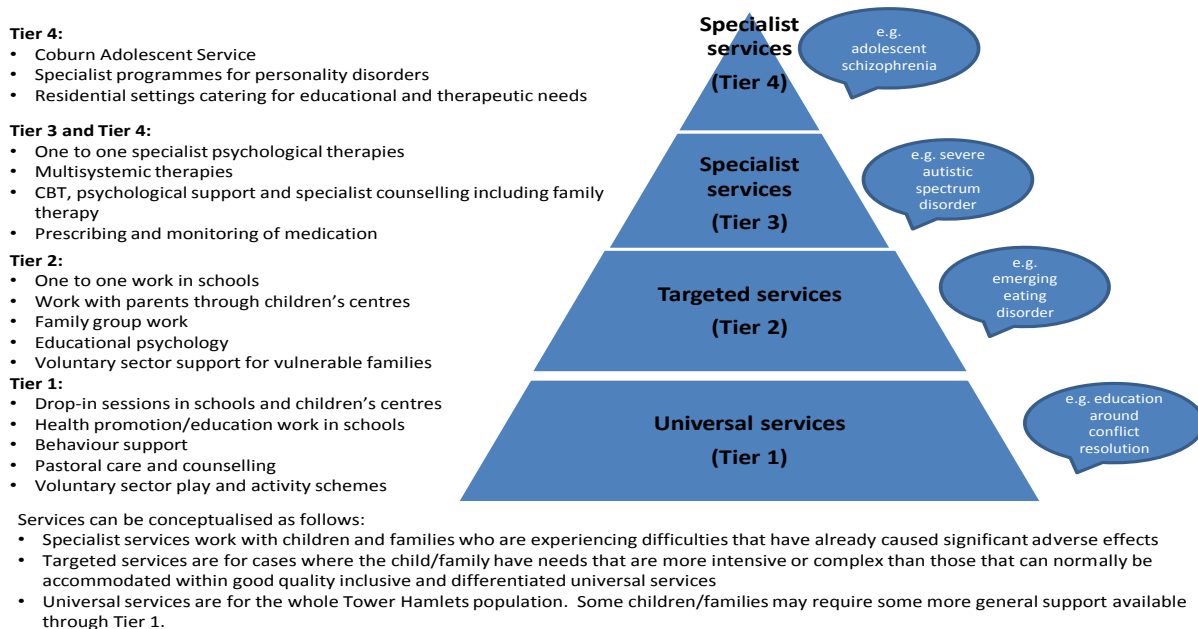 Tier 4:
• Coburn Adolescent Service
• Specialist programmes for personality disorders
• Residential settings catering for educational and therapeutic needs
Tier 3 and Tier 4:
• One to one specialist psychological therapies
• Multisystemic therapies
• CBT, psychological support and specialist counselling including family
therapy
• Prescribing and monitoring of medication
Tier 2:
• One to one work in schools
• Work with parents through children’s centres
• Family group work
• Educational psychology
• Voluntary sector support for vulnerable families
Tier 1:
• Drop-in sessions in schools and children’s centres
• Health promotion/education work in schools
• Behaviour support
• Pastoral care and counselling
• Voluntary sector play and activity schemes
Specialist
services
(Tier 4)
e.g.
adolescent
schizophrenia
Specialist
services
(Tier 3)
e.g. severe
autistic
spectrum
disorder
Targeted services
(Tier 2)
e.g.
emerging
eating
disorder
Universal services
(Tier 1)
e.g. education
around
conflict
resolution
Services can be conceptualised as follows:
• Specialist services work with children and families who are experiencing difficulties that have already caused significant adverse effects
• Targeted services are for cases where the child/family have needs that are more intensive or complex than those that can normally be
accommodated within good quality inclusive and differentiated universal services
• Universal services are for the whole Tower Hamlets population. Some children/families may require some more general support available
through Tier 1.